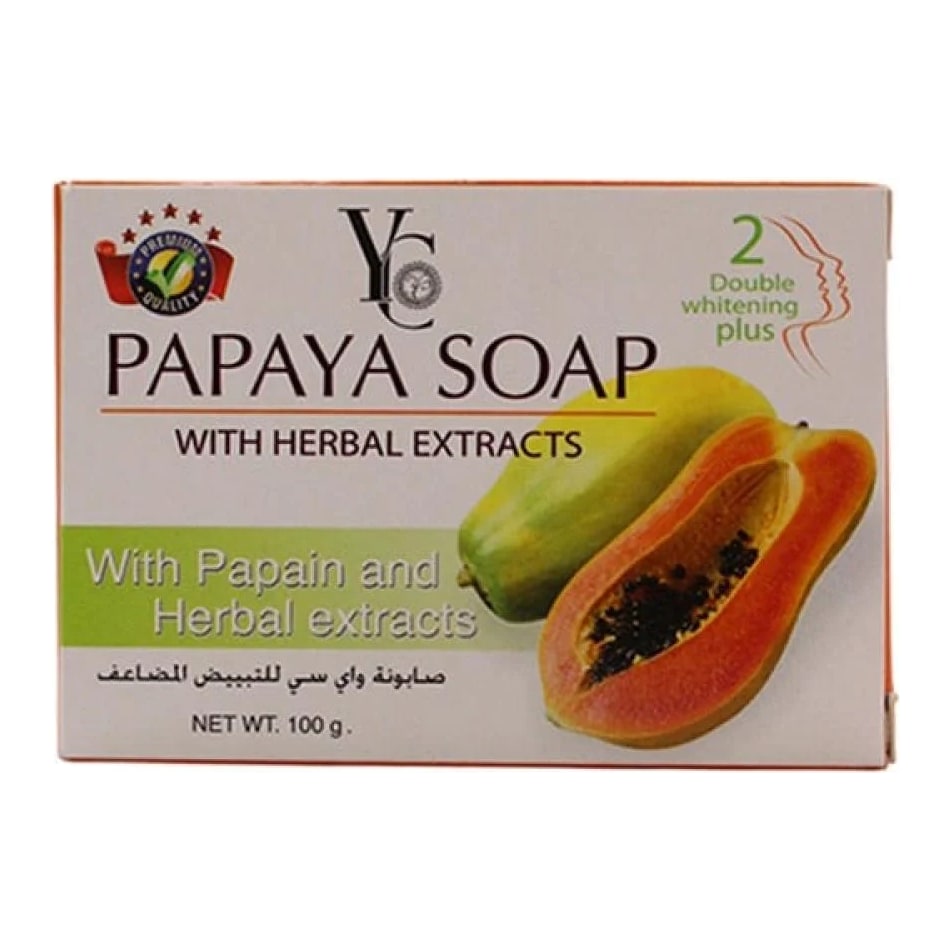 PREMIUM
QUALITY
YC
2
Double
whitening
plus
PAPAYA SOAP
WITH HERBAL EXTRACTS
With Papain and
Herbal extracts
صابونة واي سي للتبييض المضاعف
NET WT. 100 g.